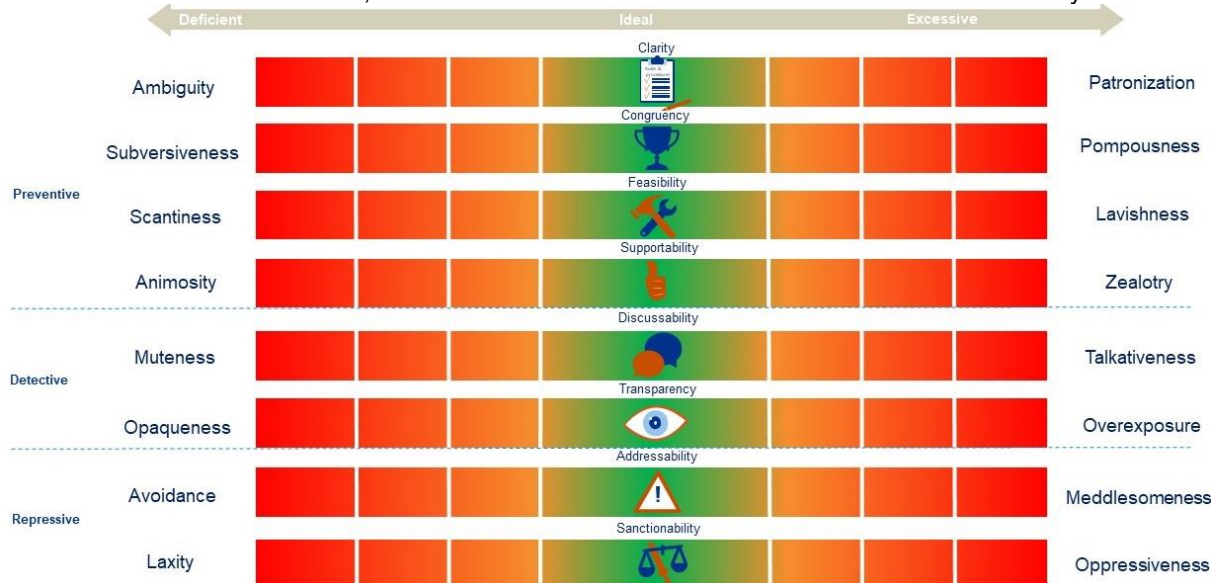 Deficient Ideal Excessive
Clarity
Ambiguity Patronization
Congruency
Subversiveness Pompousness
Feasibility
Preventive
Scantiness Lavishness
Supportability
Animosity Zealotry
Discussability
Muteness Talkativeness
Detective
Transparency
Opaqueness Overexposure
Addressability
Avoidance Meddlesomeness
Repressive
Sanctionability
Laxity Oppressiveness